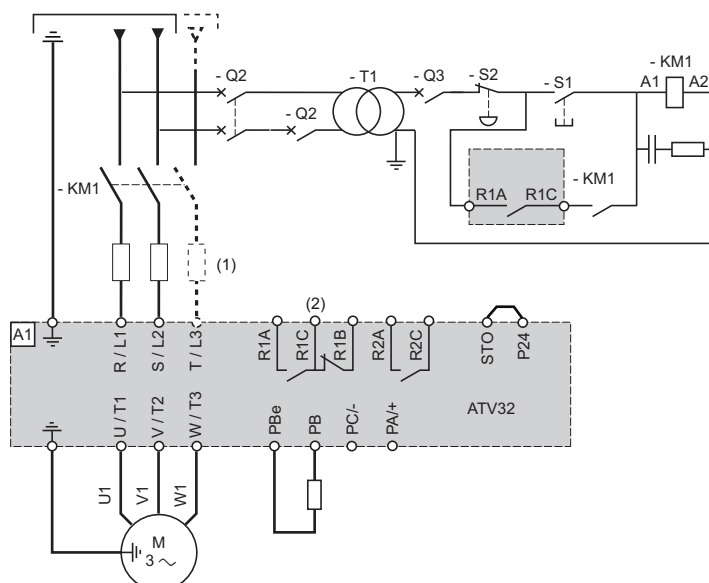 - Q2
- T1
- Q3
- S2
- S1
- KM1
A1
A2
- Q2
- KM1
R1A
R1C
- KM1
(1)
(2)
A1
R / L1
S / L2
T / L3
R1A
R1C
R1B
R2A
R2C
STO
P24
ATV32
U / T1
V / T2
W / T3
PBe
PB
PC/-
PA/+
U1
V1
W1
M
3 ~